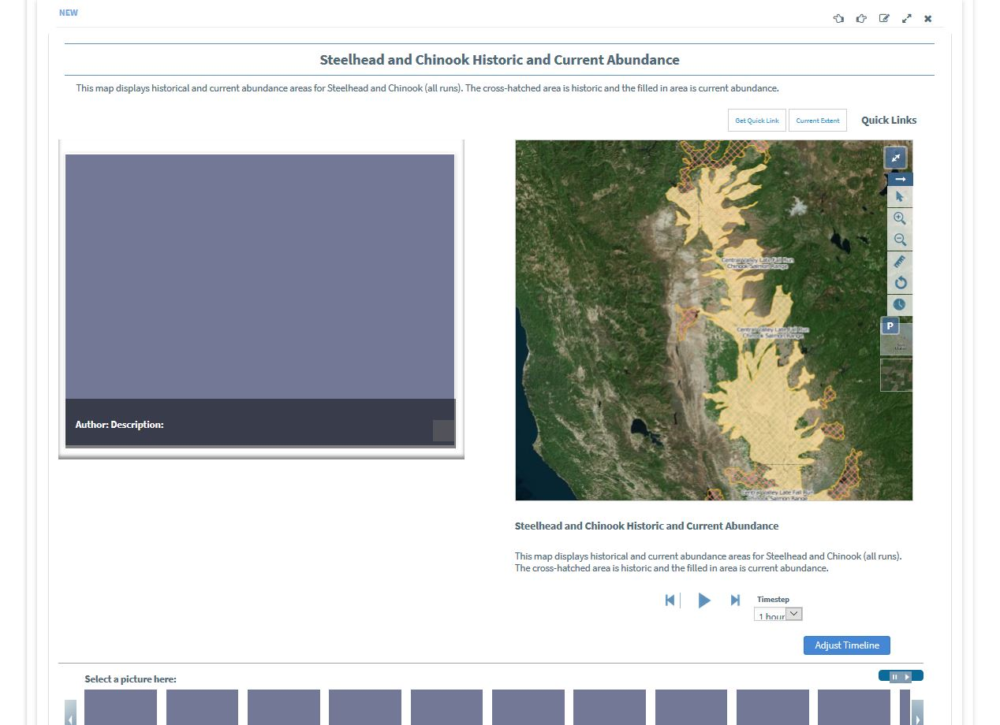 NEW
Steelhead and Chinook Historic and Current Abundance
This map displays historical and current abundance areas for Steelhead and Chinook (all runs). The cross-hatched area is historic and the filled in area is current abundance.
Get Quick Link
Current Extent
Quick Links
Central Valley Late Fall Run
Chinook Salmon Range
Central Valley Late Fall Run
Chinook Salmon Range
P
Central Valley Late Fall Run
Chinook Salmon Range
Author: Description:
Steelhead and Chinook Historic and Current Abundance
This map displays historical and current abundance areas for Steelhead and Chinook (all runs).
The cross-hatched area is historic and the filled in area is current abundance.
Timestep
1 hour
Adjust Timeline
Select a picture here: